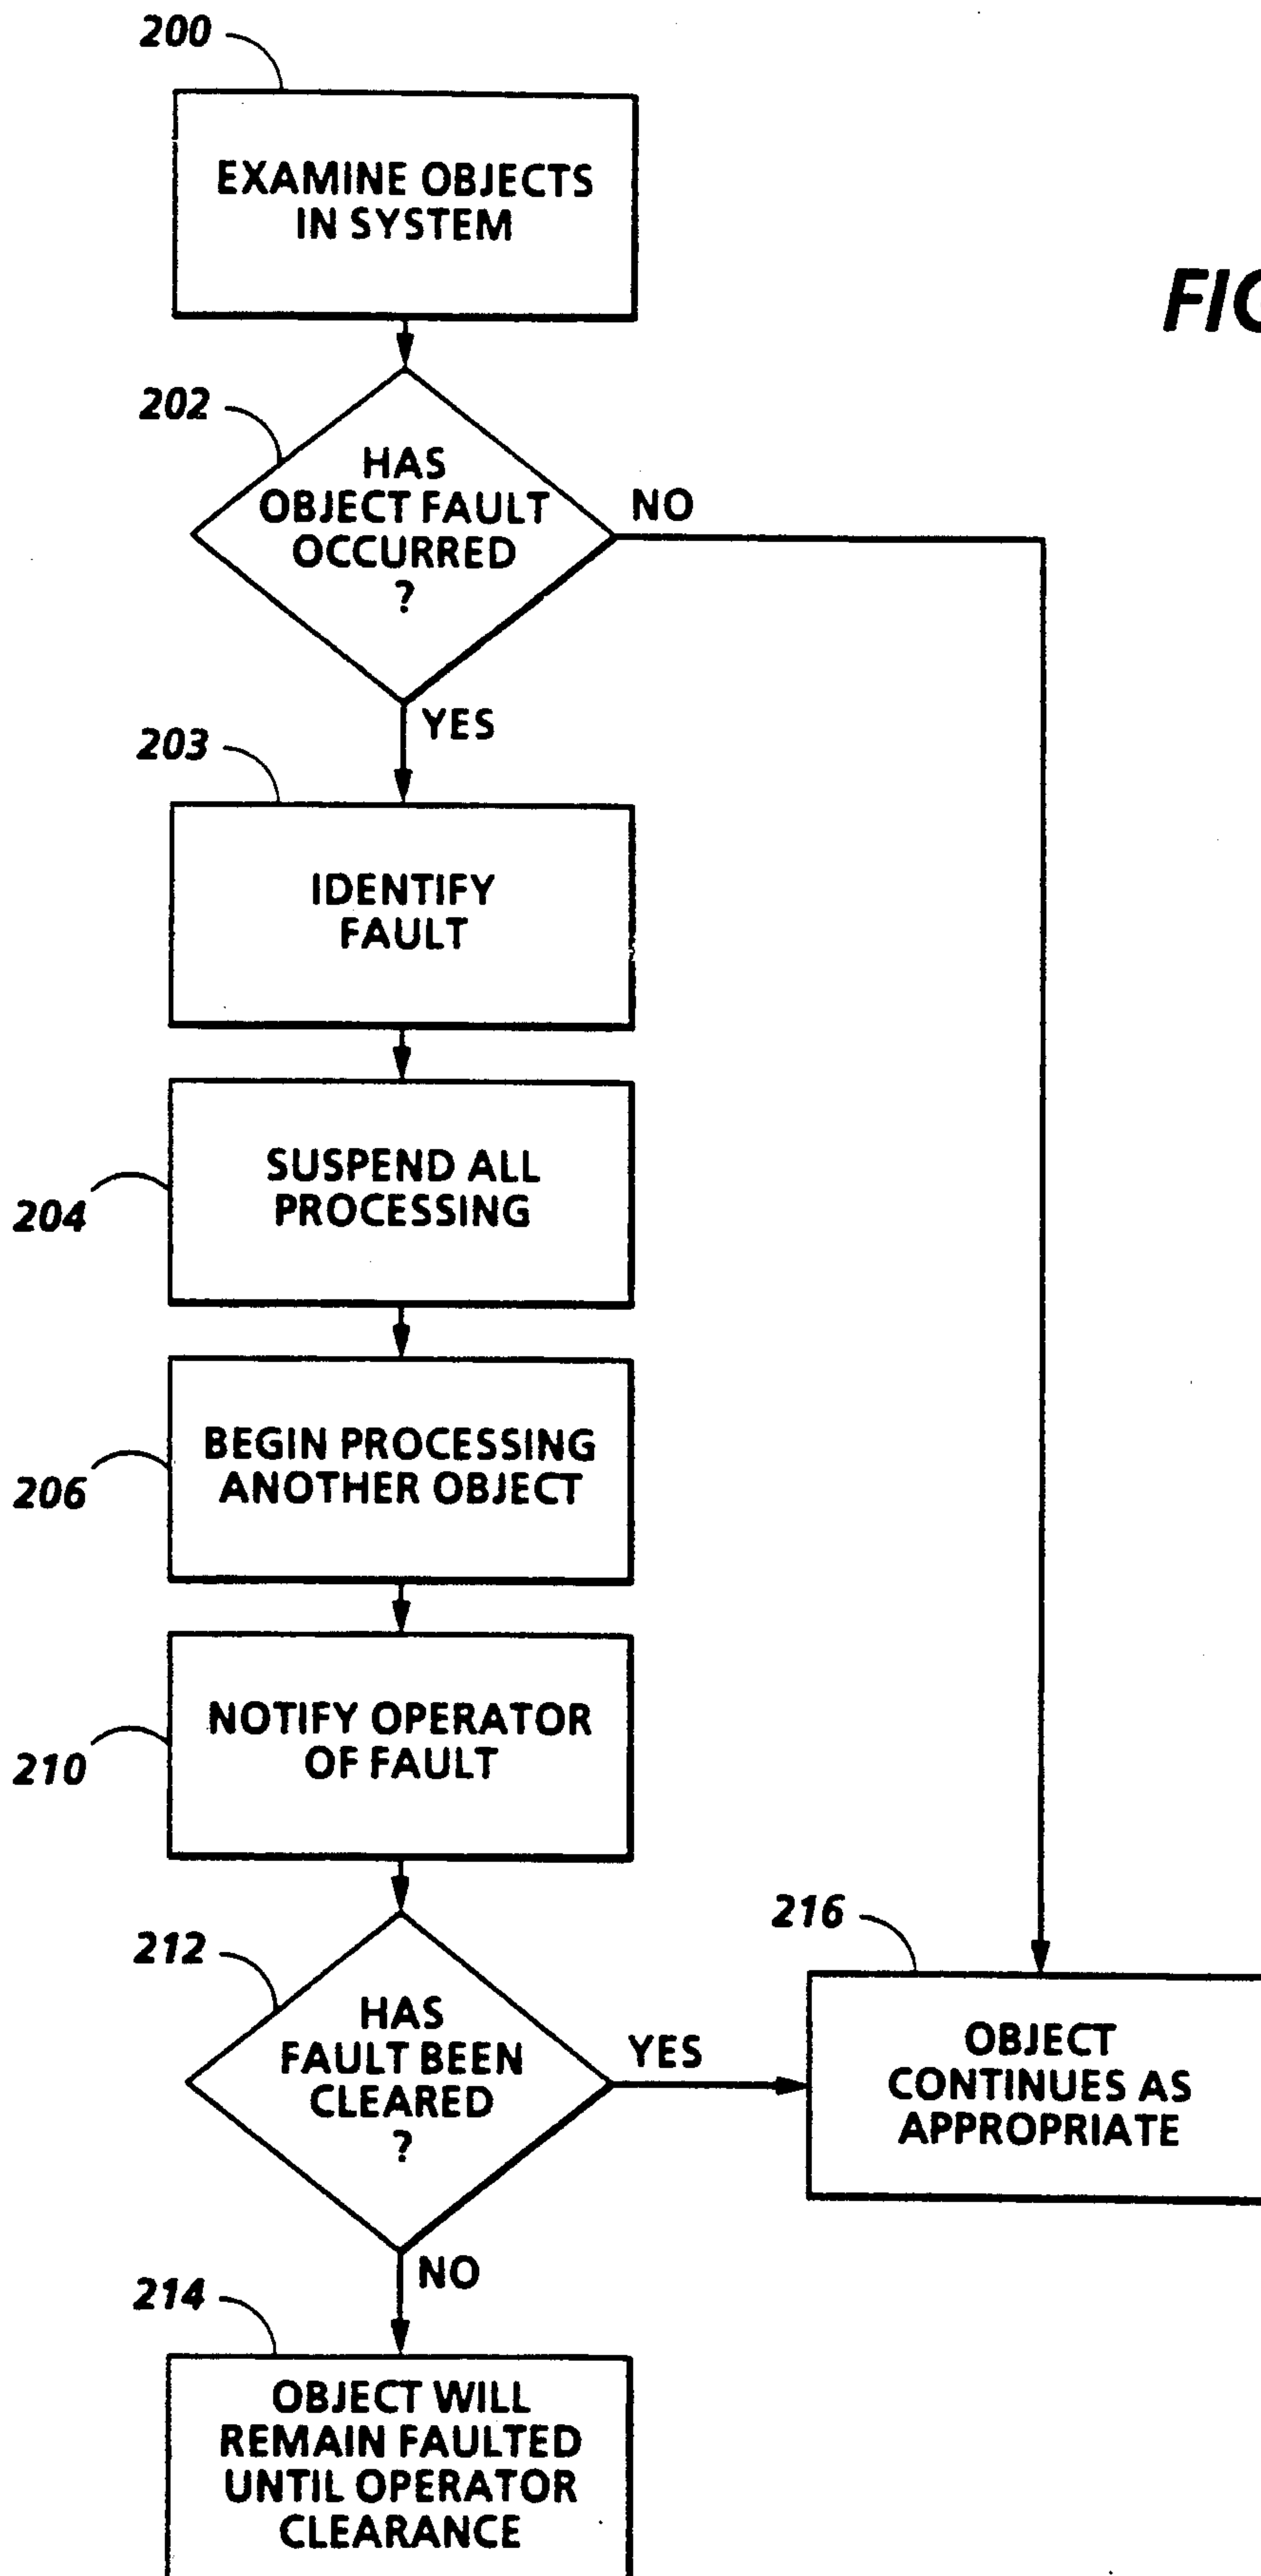 200
EXAMINE OBJECTS
IN SYSTEM
FIG
202
HAS
OBJECT FAULT
OCCURRED
?
NO
YES
203
IDENTIFY
FAULT
SUSPEND ALL
PROCESSING
204
BEGIN PROCESSING
ANOTHER OBJECT
206
NOTIFY OPERATOR
OF FAULT
210
212
HAS
FAULT BEEN
CLEARED
?
YES
216
OBJECT
CONTINUES AS
APPROPRIATE
NO
214
OBJECT WILL
REMAIN FAULTED
UNTIL OPERATOR
CLEARANCE